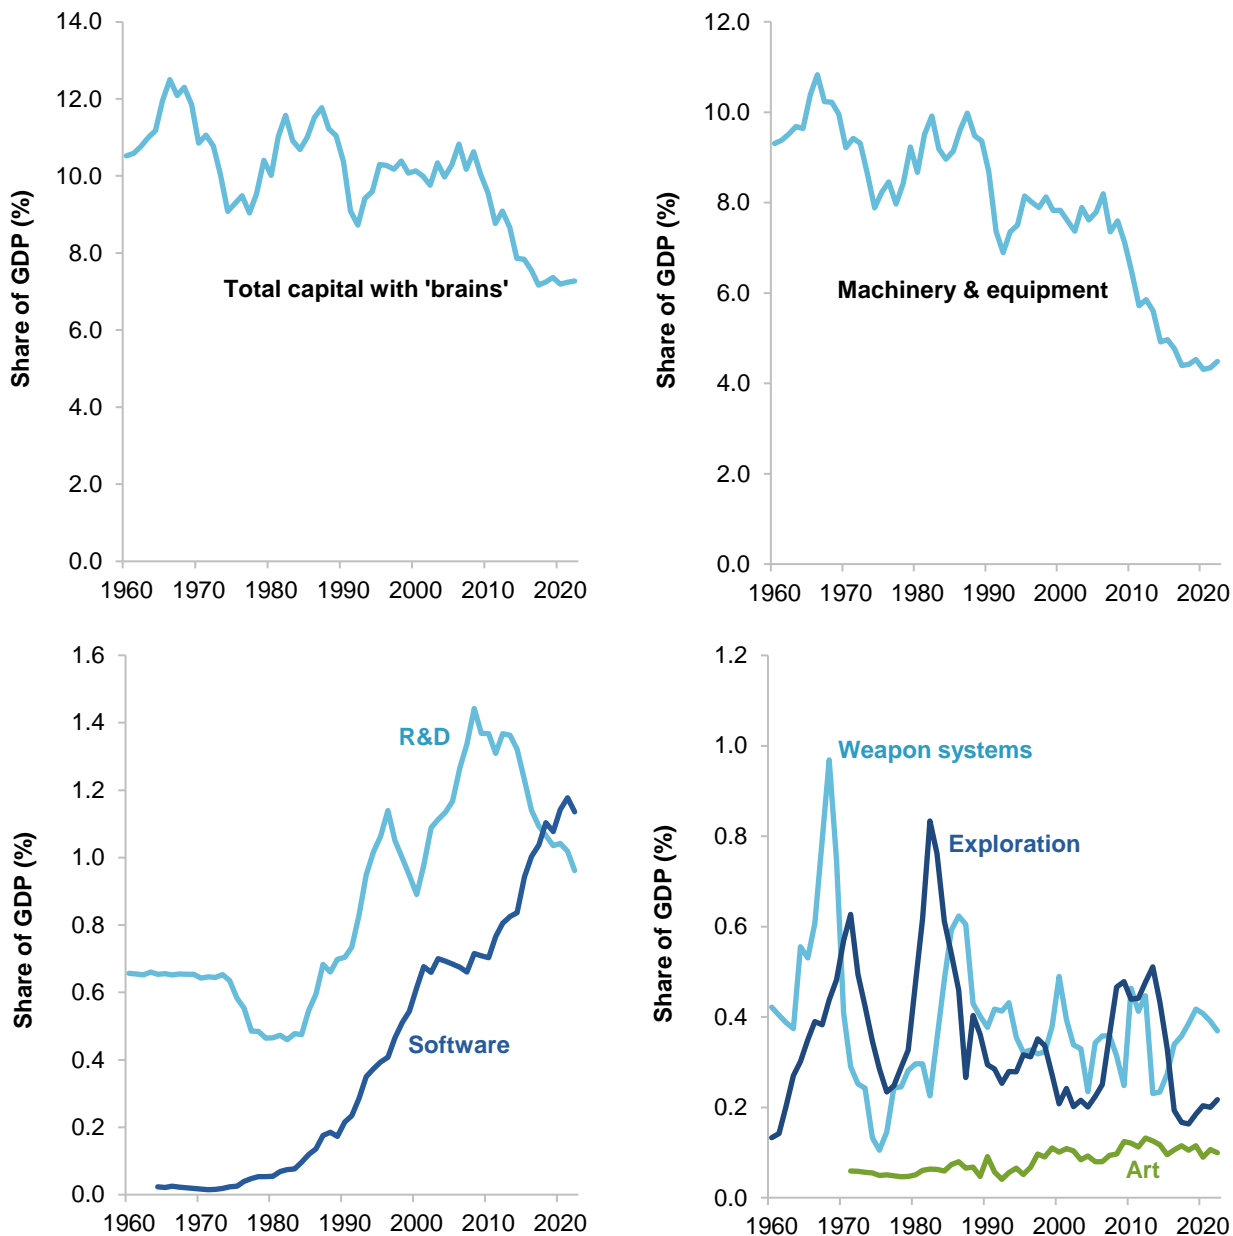 14.0
12.0
10.0
8.0
6.0
4.0
2.0
0.0
Share of GDP (%)
Total capital with 'brains'
1960 1970 1980 1990 2000 2010 2020
12.0
10.0
8.0
6.0
4.0
2.0
0.0
Share of GDP (%)
Machinery & equipment
1960 1970 1980 1990 2000 2010 2020
1.6
1.4
1.2
1.0
0.8
0.6
0.4
0.2
0.0
Share of GDP (%)
R&D
Software
1960 1970 1980 1990 2000 2010 2020
1.2
1.0
0.8
0.6
0.4
0.2
0.0
Share of GDP (%)
Weapon systems
Exploration
Art
1960 1970 1980 1990 2000 2010 2020